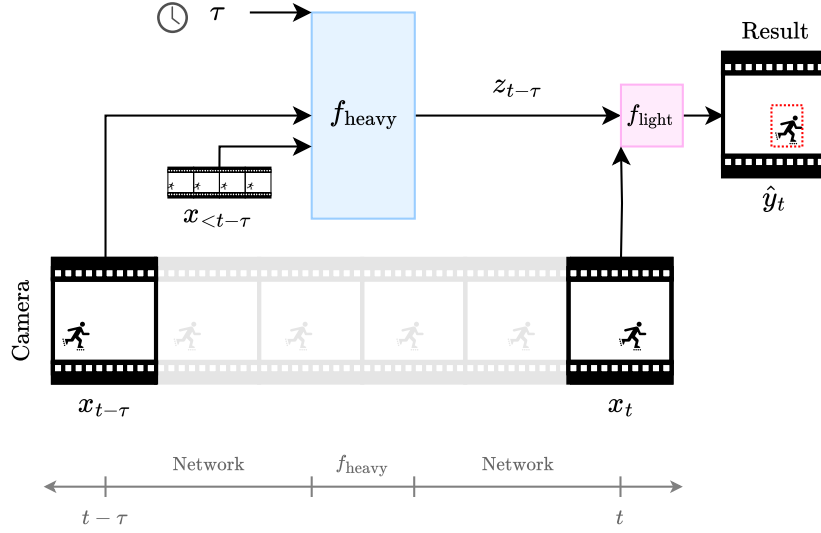 τ
Result
z_{t−τ}
f_heavy
f_light
x_{<t−τ}
ŷ_t
Camera
x_{t−τ}
x_t
Network
f_heavy
Network
t − τ
t